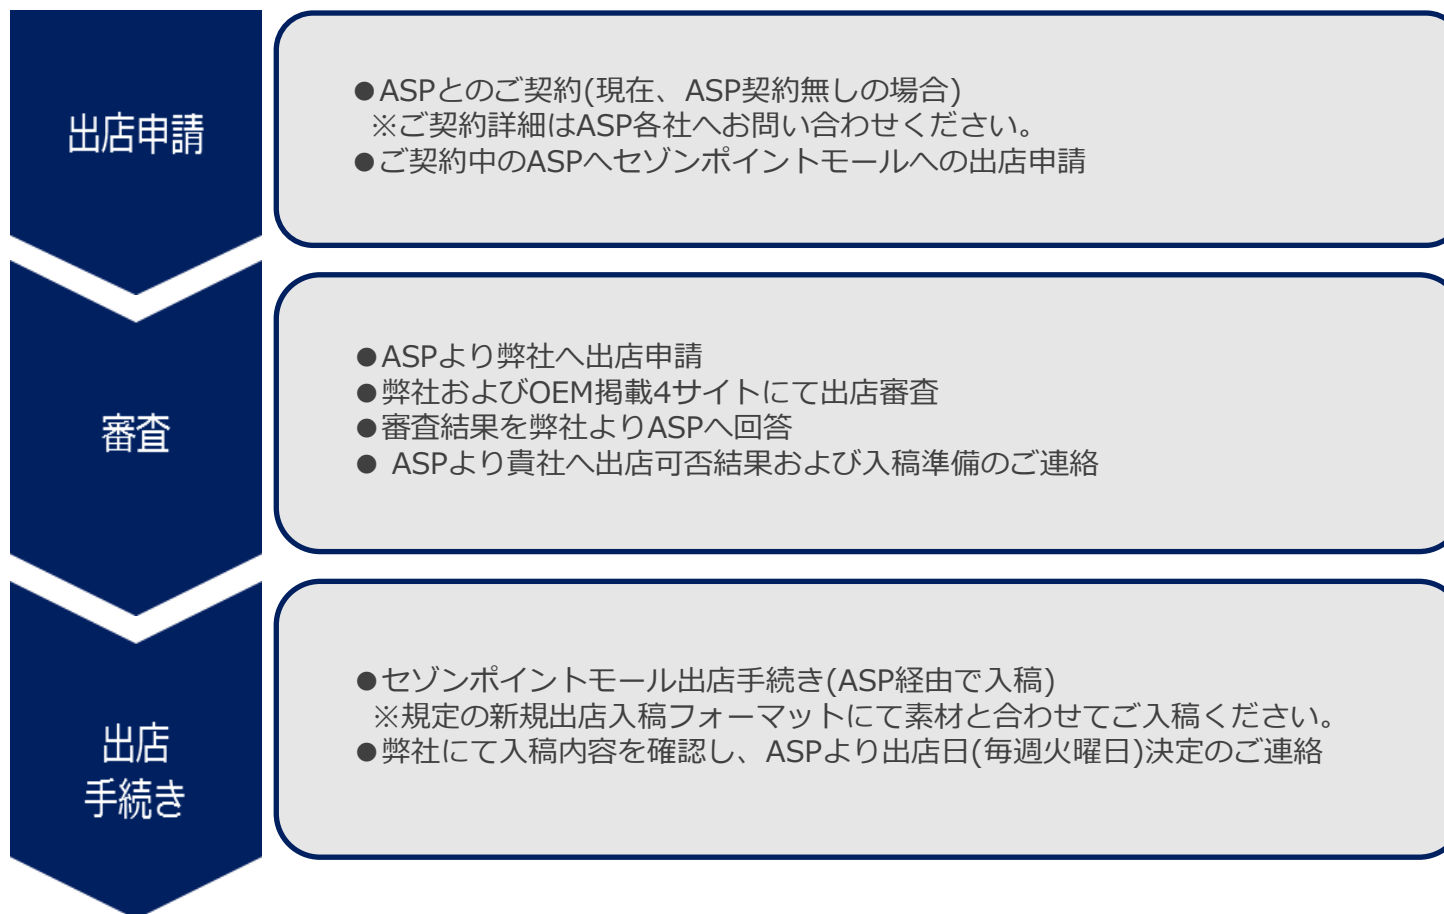 出店申請
●ASPとのご契約(現在、ASP契約無しの場合)
※ご契約詳細はASP各社へお問い合わせください。
●ご契約中のASPへセゾンポイントモールへの出店申請
審査
●ASPより弊社へ出店申請
●弊社およびOEM掲載4サイトにて出店審査
●審査結果を弊社よりASPへ回答
● ASPより貴社へ出店可否結果および入稿準備のご連絡
出店
手続き
●セゾンポイントモール出店手続き(ASP経由で入稿)
※規定の新規出店入稿フォーマットにて素材と合わせてご入稿ください。
●弊社にて入稿内容を確認し、ASPより出店日(毎週火曜日)決定のご連絡